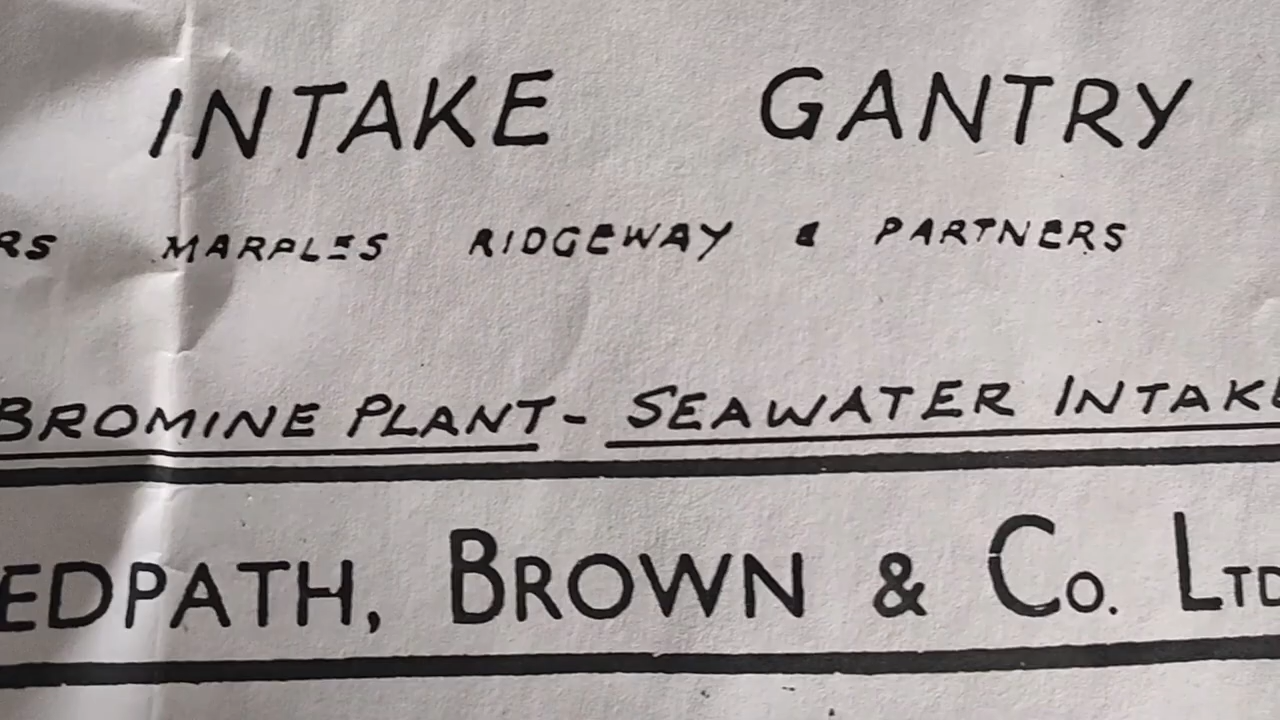 INTAKE GANTRY
RS MARPLES RIDGEWAY & PARTNERS
BROMINE PLANT- SEAWATER INTAKE
EDPATH, BROWN & Co. LTD